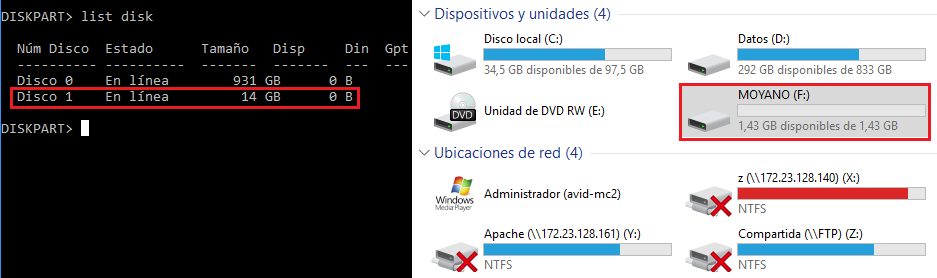 DISKPART> list disk
Núm Disco  Estado      Tamaño   Disp     Din  Gpt
---------- ---------- ------- ------- --- ---
Disco 0    En línea        931 GB      0 B
Disco 1    En línea         14 GB      0 B
DISKPART>
Dispositivos y unidades (4)
Disco local (C:)
34,5 GB disponibles de 97,5 GB
Datos (D:)
292 GB disponibles de 833 GB
DVD
Unidad de DVD RW (E:)
MOYANO (F:)
1,43 GB disponibles de 1,43 GB
Ubicaciones de red (4)
Windows
Media Player
Administrador (avid-mc2)
z (\\172.23.128.140) (X:)
NTFS
Apache (\\172.23.128.161) (Y:)
NTFS
Compartida (\\FTP) (Z:)
NTFS